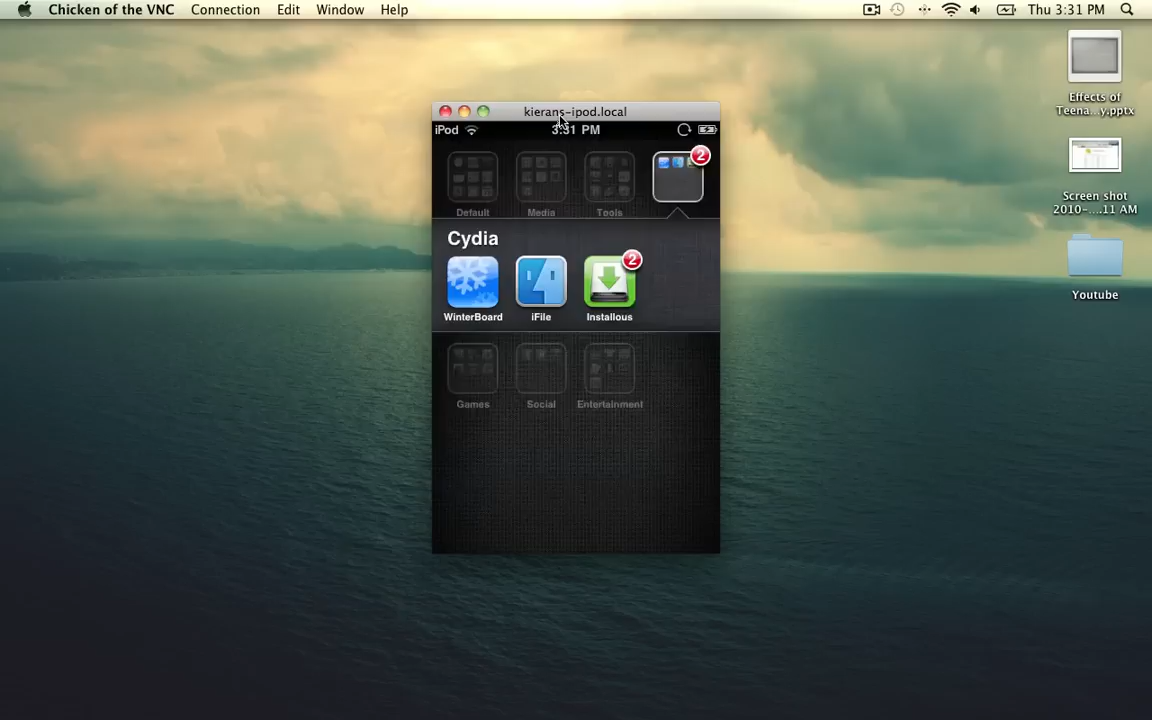 Chicken of the VNC Connection Edit Window Help Thu 3:31 PM
Effects of
Teena...y.pptx
Screen shot
2010-....11 AM
Youtube
kierans-ipod.local
iPod 3:31 PM
2
Default Media Tools
Cydia
2
WinterBoard iFile Installous
Games Social Entertainment